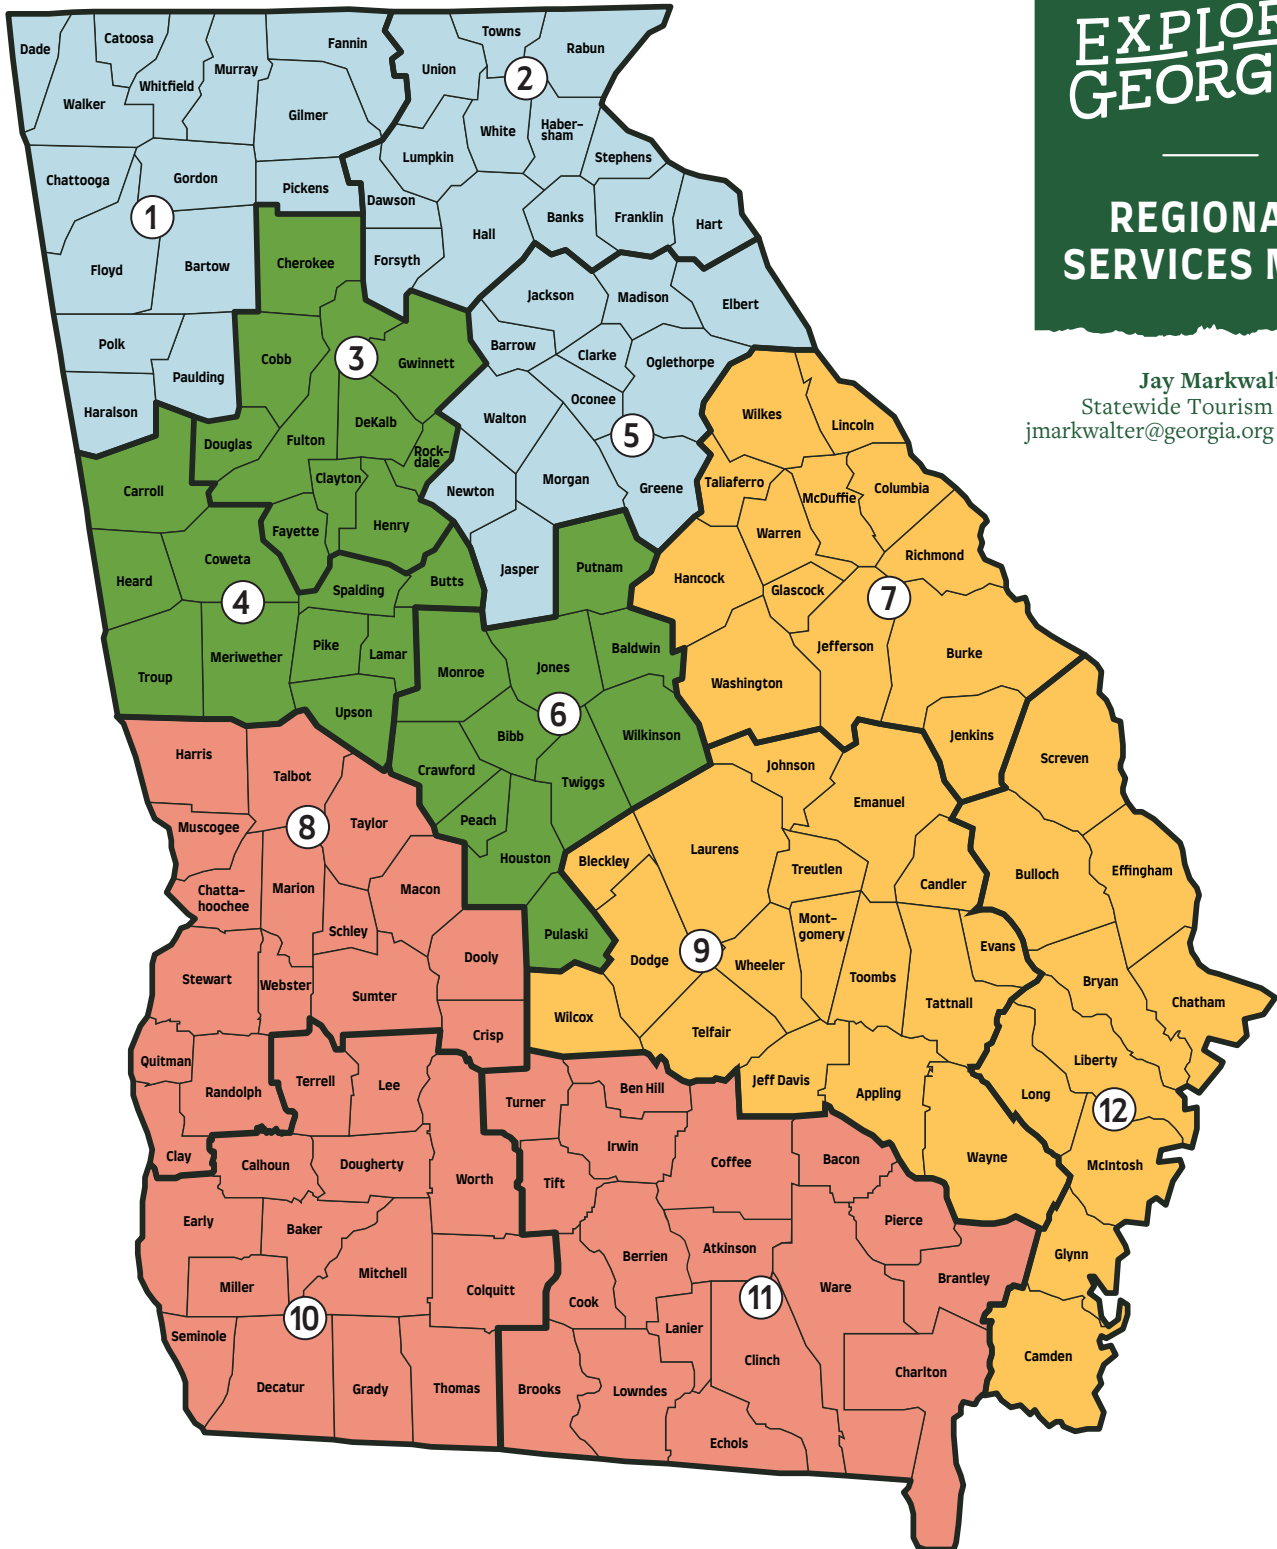 EXPLOR
GEORG
REGIONA
SERVICES M
Jay Markwalt
Statewide Tourism
jmarkwalter@georgia.org
Dade
Catoosa
Whitfield
Murray
Fannin
Walker
Gilmer
Chattooga
Gordon
Pickens
1
Floyd
Bartow
Polk
Paulding
Haralson
Towns
Rabun
Union
2
White
Haber-
sham
Lumpkin
Stephens
Dawson
Hall
Banks
Franklin
Hart
Forsyth
Cherokee
Cobb
3
Gwinnett
Douglas
Fulton
DeKalb
Rock-
dale
Clayton
Fayette
Henry
Carroll
Coweta
Heard
4
Spalding
Butts
Troup
Meriwether
Pike
Lamar
Upson
Jackson
Madison
Elbert
Barrow
Clarke
Oglethorpe
Oconee
Walton
5
Morgan
Greene
Newton
Jasper
Putnam
Baldwin
Monroe
Jones
6
Bibb
Wilkinson
Crawford
Twiggs
Peach
Houston
Pulaski
Wilkes
Lincoln
Taliaferro
McDuffie
Columbia
Warren
Richmond
Hancock
Glascock
7
Jefferson
Burke
Washington
Jenkins
Harris
Talbot
Muscogee
8
Taylor
Chatta-
hoochee
Marion
Macon
Schley
Dooly
Stewart
Webster
Sumter
Crisp
Quitman
Randolph
Clay
Johnson
Emanuel
Laurens
Bleckley
Treutlen
Candler
Mont-
gomery
Evans
Dodge
9
Wheeler
Toombs
Tattnall
Wilcox
Telfair
Jeff Davis
Appling
Wayne
Terrell
Lee
Calhoun
Dougherty
Worth
Early
Baker
Miller
Mitchell
Colquitt
10
Seminole
Decatur
Grady
Thomas
Turner
Ben Hill
Irwin
Tift
Coffee
Bacon
Pierce
Berrien
Atkinson
Cook
11
Ware
Brantley
Lanier
Clinch
Charlton
Brooks
Lowndes
Echols
Screven
Bulloch
Effingham
Bryan
Chatham
Liberty
Long
12
McIntosh
Glynn
Camden